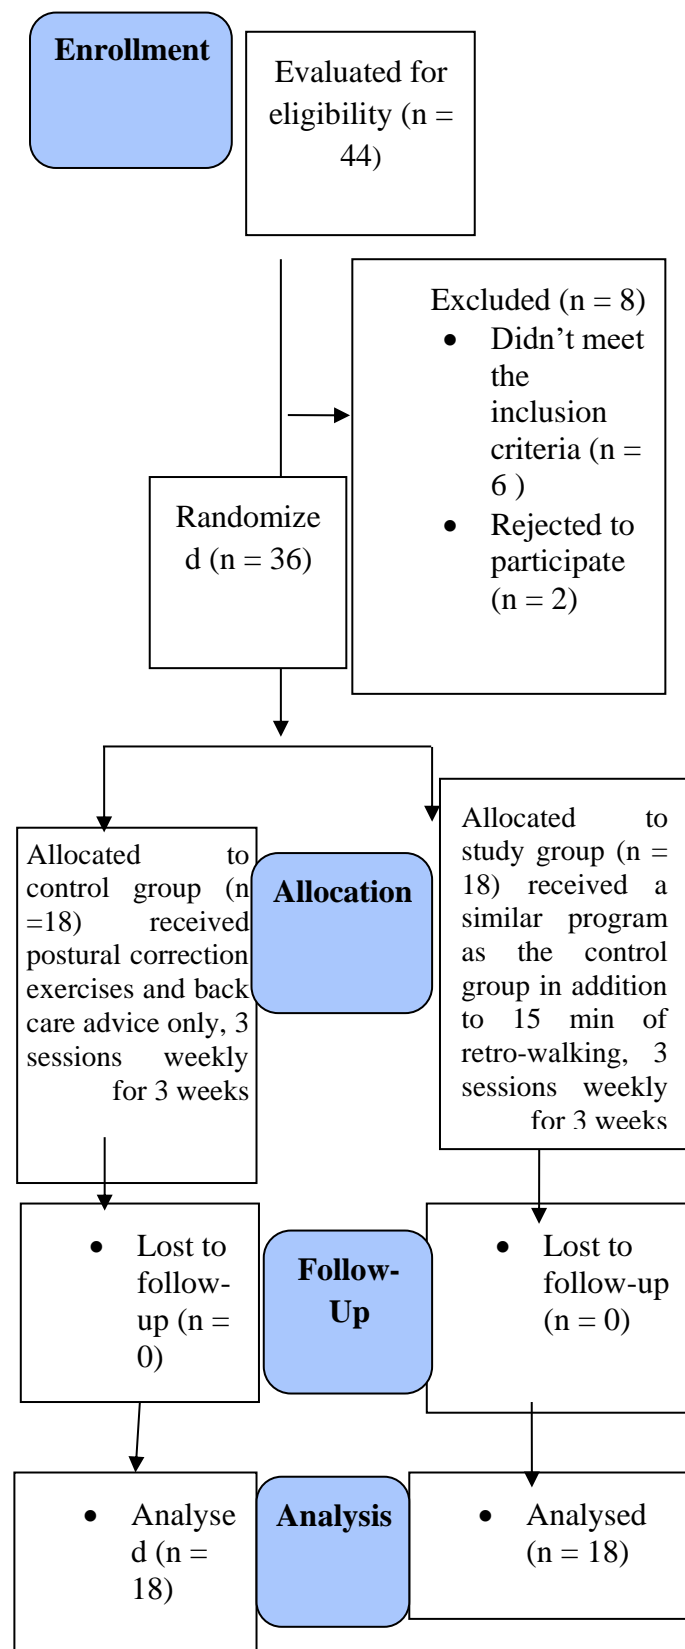 Enrollment
Evaluated for
eligibility (n =
44)
Excluded (n = 8)
• Didn’t meet
the
inclusion
criteria (n =
6 )
• Rejected to
participate
(n = 2)
Randomize
d (n = 36)
Allocated to
control group (n
=18) received
postural correction
exercises and back
care advice only, 3
sessions weekly
for 3 weeks
Allocation
Allocated to
study group (n =
18) received a
similar program
as the control
group in addition
to 15 min of
retro-walking, 3
sessions weekly
for 3 weeks
• Lost to
follow-
up (n =
0)
Follow-
Up
• Lost to
follow-up
(n = 0)
• Analyse
d (n =
18)
Analysis
• Analysed
(n = 18)